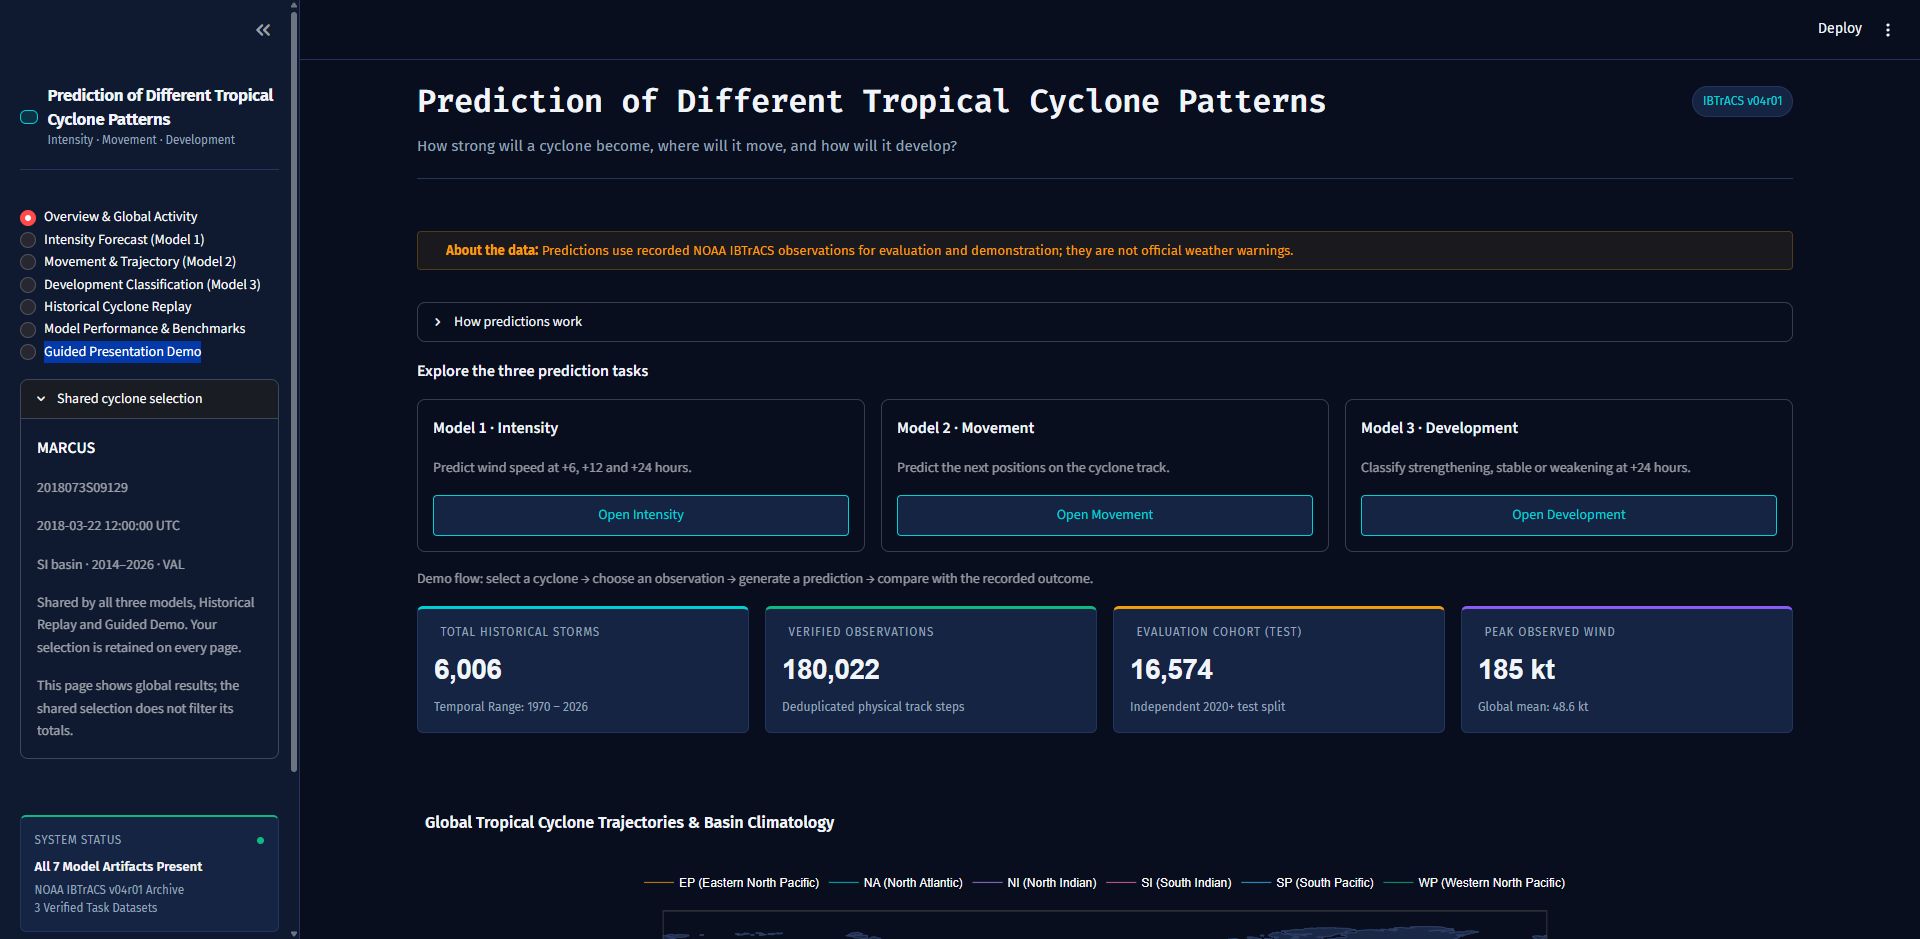 Deploy
Prediction of Different Tropical
Cyclone Patterns
Intensity · Movement · Development
Overview & Global Activity
Intensity Forecast (Model 1)
Movement & Trajectory (Model 2)
Development Classification (Model 3)
Historical Cyclone Replay
Model Performance & Benchmarks
Guided Presentation Demo
Shared cyclone selection
MARCUS
2018073S09129
2018-03-22 12:00:00 UTC
SI basin · 2014–2026 · VAL
Shared by all three models, Historical
Replay and Guided Demo. Your
selection is retained on every page.
This page shows global results; the
shared selection does not filter its
totals.
SYSTEM STATUS
All 7 Model Artifacts Present
NOAA IBTrACS v04r01 Archive
3 Verified Task Datasets
Prediction of Different Tropical Cyclone Patterns
IBTrACS v04r01
How strong will a cyclone become, where will it move, and how will it develop?
About the data: Predictions use recorded NOAA IBTrACS observations for evaluation and demonstration; they are not official weather warnings.
How predictions work
Explore the three prediction tasks
Model 1 · Intensity
Predict wind speed at +6, +12 and +24 hours.
Open Intensity
Model 2 · Movement
Predict the next positions on the cyclone track.
Open Movement
Model 3 · Development
Classify strengthening, stable or weakening at +24 hours.
Open Development
Demo flow: select a cyclone → choose an observation → generate a prediction → compare with the recorded outcome.
TOTAL HISTORICAL STORMS
6,006
Temporal Range: 1970 – 2026
VERIFIED OBSERVATIONS
180,022
Deduplicated physical track steps
EVALUATION COHORT (TEST)
16,574
Independent 2020+ test split
PEAK OBSERVED WIND
185 kt
Global mean: 48.6 kt
Global Tropical Cyclone Trajectories & Basin Climatology
EP (Eastern North Pacific)
NA (North Atlantic)
NI (North Indian)
SI (South Indian)
SP (South Pacific)
WP (Western North Pacific)